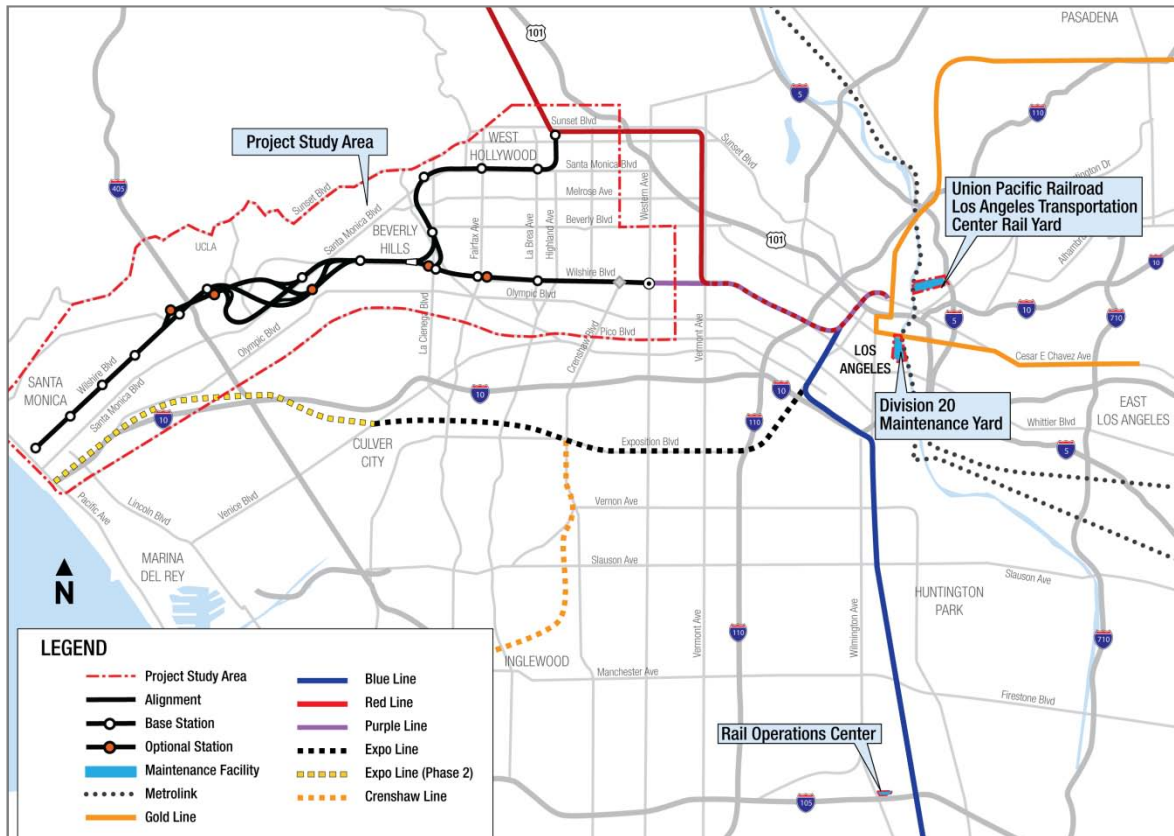 PASADENA
101
5
110
Project Study Area
WEST
HOLLYWOOD
Sunset Blvd
Sunset Blvd
Santa Monica Blvd
Melrose Ave
Beverly Blvd
Western Ave
Union Pacific Railroad
Los Angeles Transportation
Center Rail Yard
405
Sunset Blvd
UCLA
Santa Monica Blvd
BEVERLY
HILLS
Fairfax Ave
La Brea Ave
Highland Ave
101
10
Wilshire Blvd
Olympic Blvd
10
5
710
Olympic Blvd
La Cienega Blvd
Pico Blvd
Crenshaw Blvd
Vermont Ave
LOS
ANGELES
Cesar E Chavez Ave
SANTA
MONICA
Wilshire Blvd
Santa Monica Blvd
10
10
10
110
Division 20
Maintenance Yard
EAST
LOS ANGELES
Whittier Blvd
5
CULVER
CITY
Exposition Blvd
Pacific Ave
Lincoln Blvd
Venice Blvd
Vernon Ave
MARINA
DEL REY
Slauson Ave
Slauson Ave
N
HUNTINGTON
PARK
110
710
Vermont Ave
Wilmington Ave
INGLEWOOD
Manchester Ave
Firestone Blvd
Rail Operations Center
105
LEGEND
Project Study Area
Alignment
Base Station
Optional Station
Maintenance Facility
Metrolink
Gold Line
Blue Line
Red Line
Purple Line
Expo Line
Expo Line (Phase 2)
Crenshaw Line